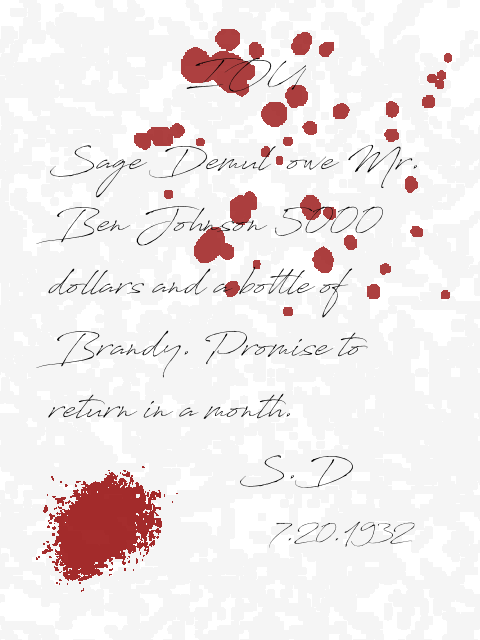 IOU
Sage Demul owe Mr.
Ben Johnson 5000
dollars and a bottle of
Brandy. Promise to
return in a month.
S.D
7.20.1932